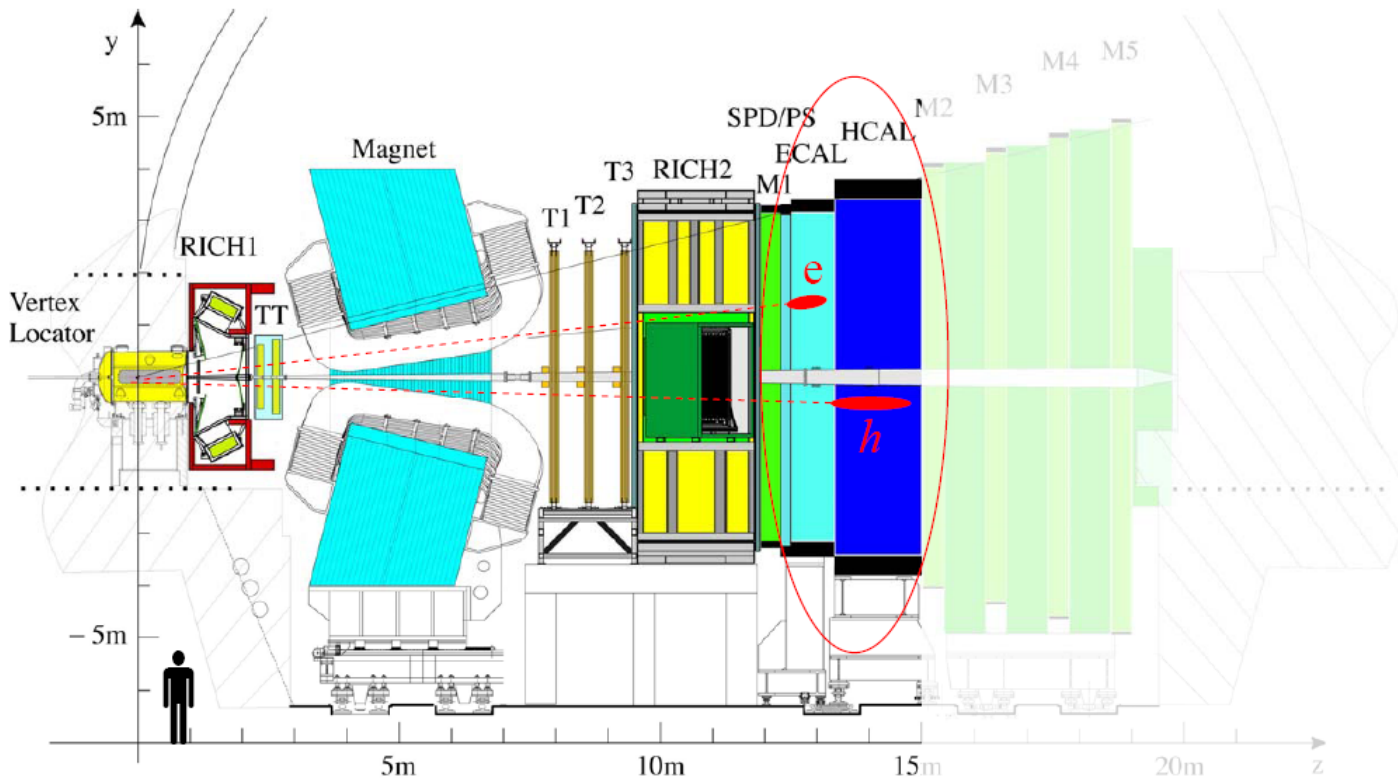 y
5m
Vertex
Locator
RICH1
TT
Magnet
T1
T2
T3
RICH2
M1
SPD/PS
ECAL
HCAL
M2
M3
M4
M5
e
h
−5m
5m
10m
15m
20m
z